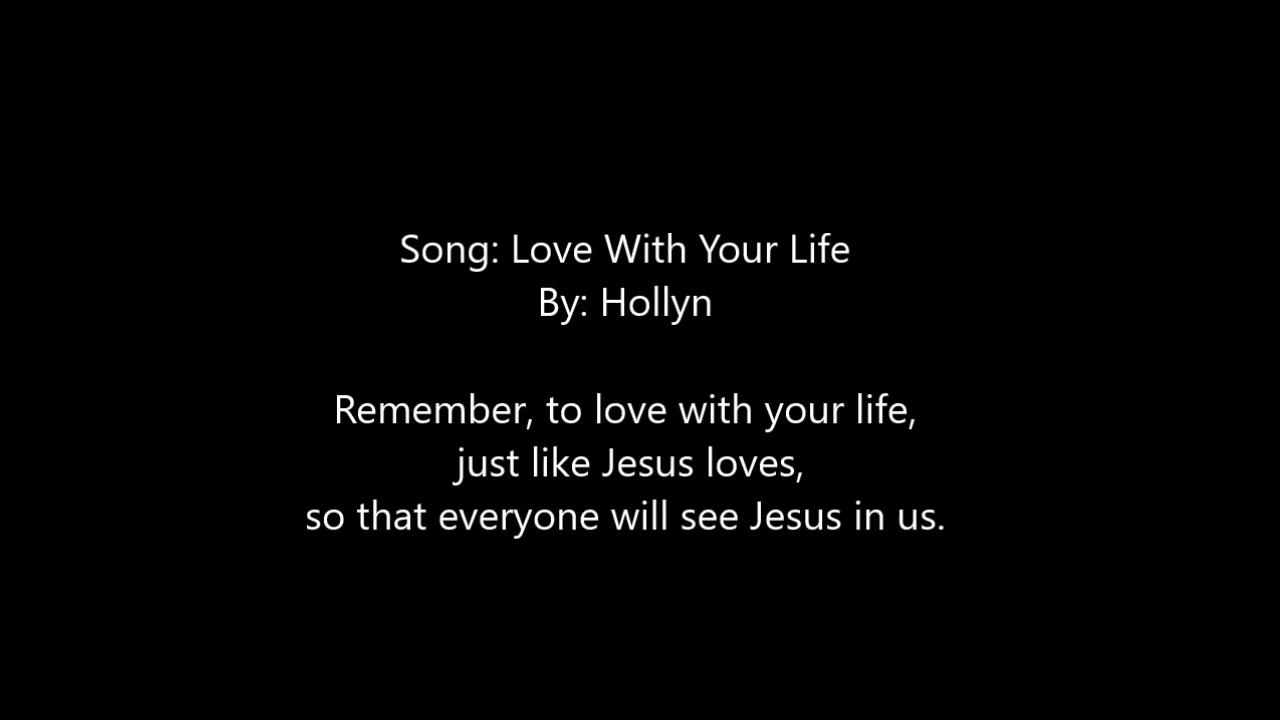 Song: Love With Your Life
By: Hollyn
Remember, to love with your life,
just like Jesus loves,
so that everyone will see Jesus in us.